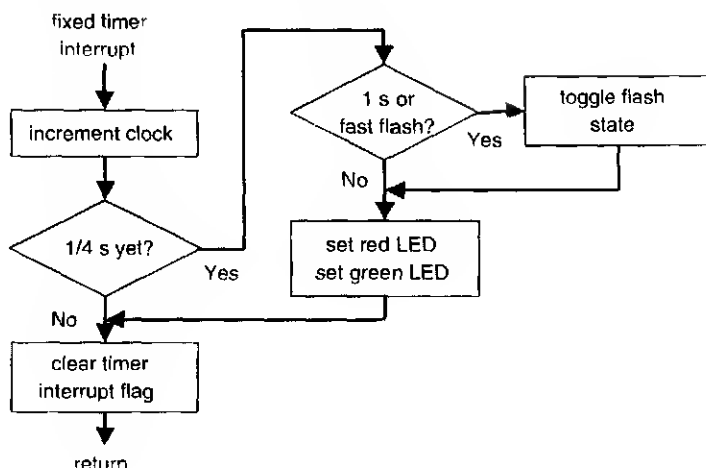 fixed timer
interrupt
increment clock
1/4 s yet?
Yes
No
clear timer
interrupt flag
return
1 s or
fast flash?
Yes
No
toggle flash
state
set red LED
set green LED